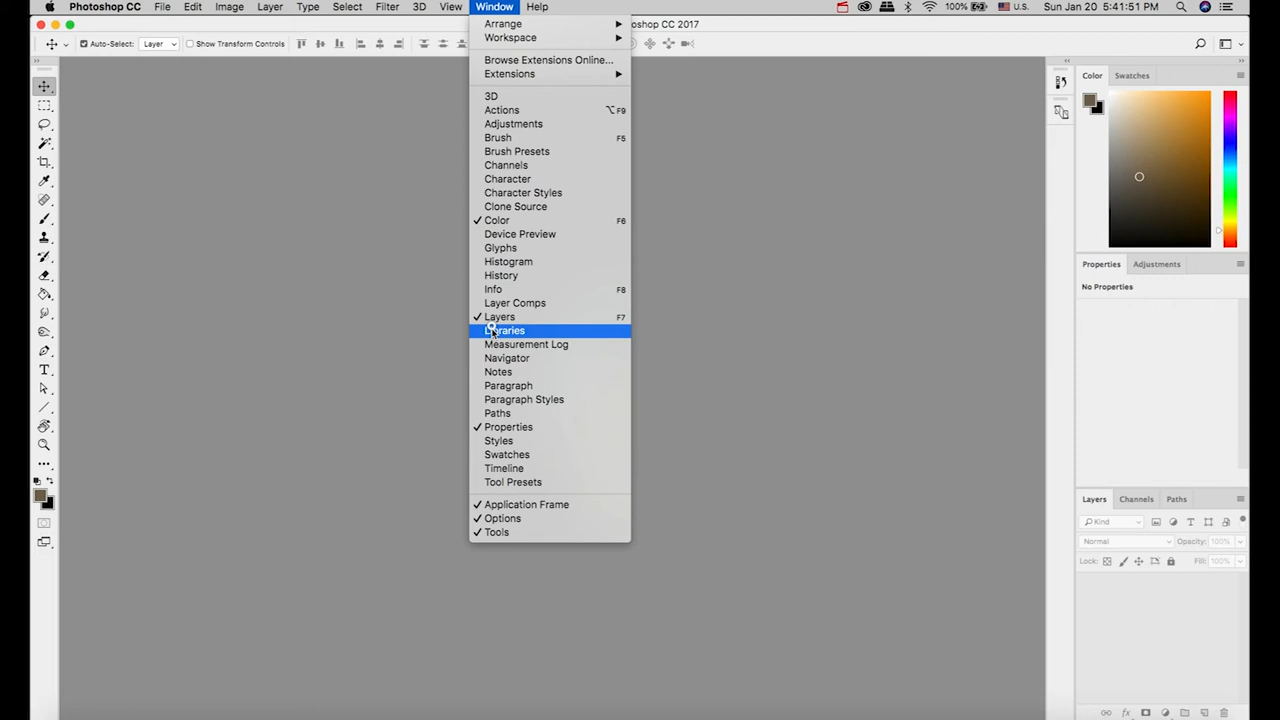 Photoshop CC File Edit Image Layer Type Select Filter 3D View Window Help 100% U.S. Sun Jan 20 5:41:51 PM
oshop CC 2017
Auto-Select: Layer Show Transform Controls
Arrange
Workspace
Browse Extensions Online...
Extensions
3D
Actions ⌥F9
Adjustments
Brush F5
Brush Presets
Channels
Character
Character Styles
Clone Source
Color F6
Device Preview
Glyphs
Histogram
History
Info F8
Layer Comps
Layers F7
Libraries
Measurement Log
Navigator
Notes
Paragraph
Paragraph Styles
Paths
Properties
Styles
Swatches
Timeline
Tool Presets
Application Frame
Options
Tools
Color Swatches
Properties Adjustments
No Properties
Layers Channels Paths
Kind
Normal Opacity: 100%
Lock: Fill: 100%
fx